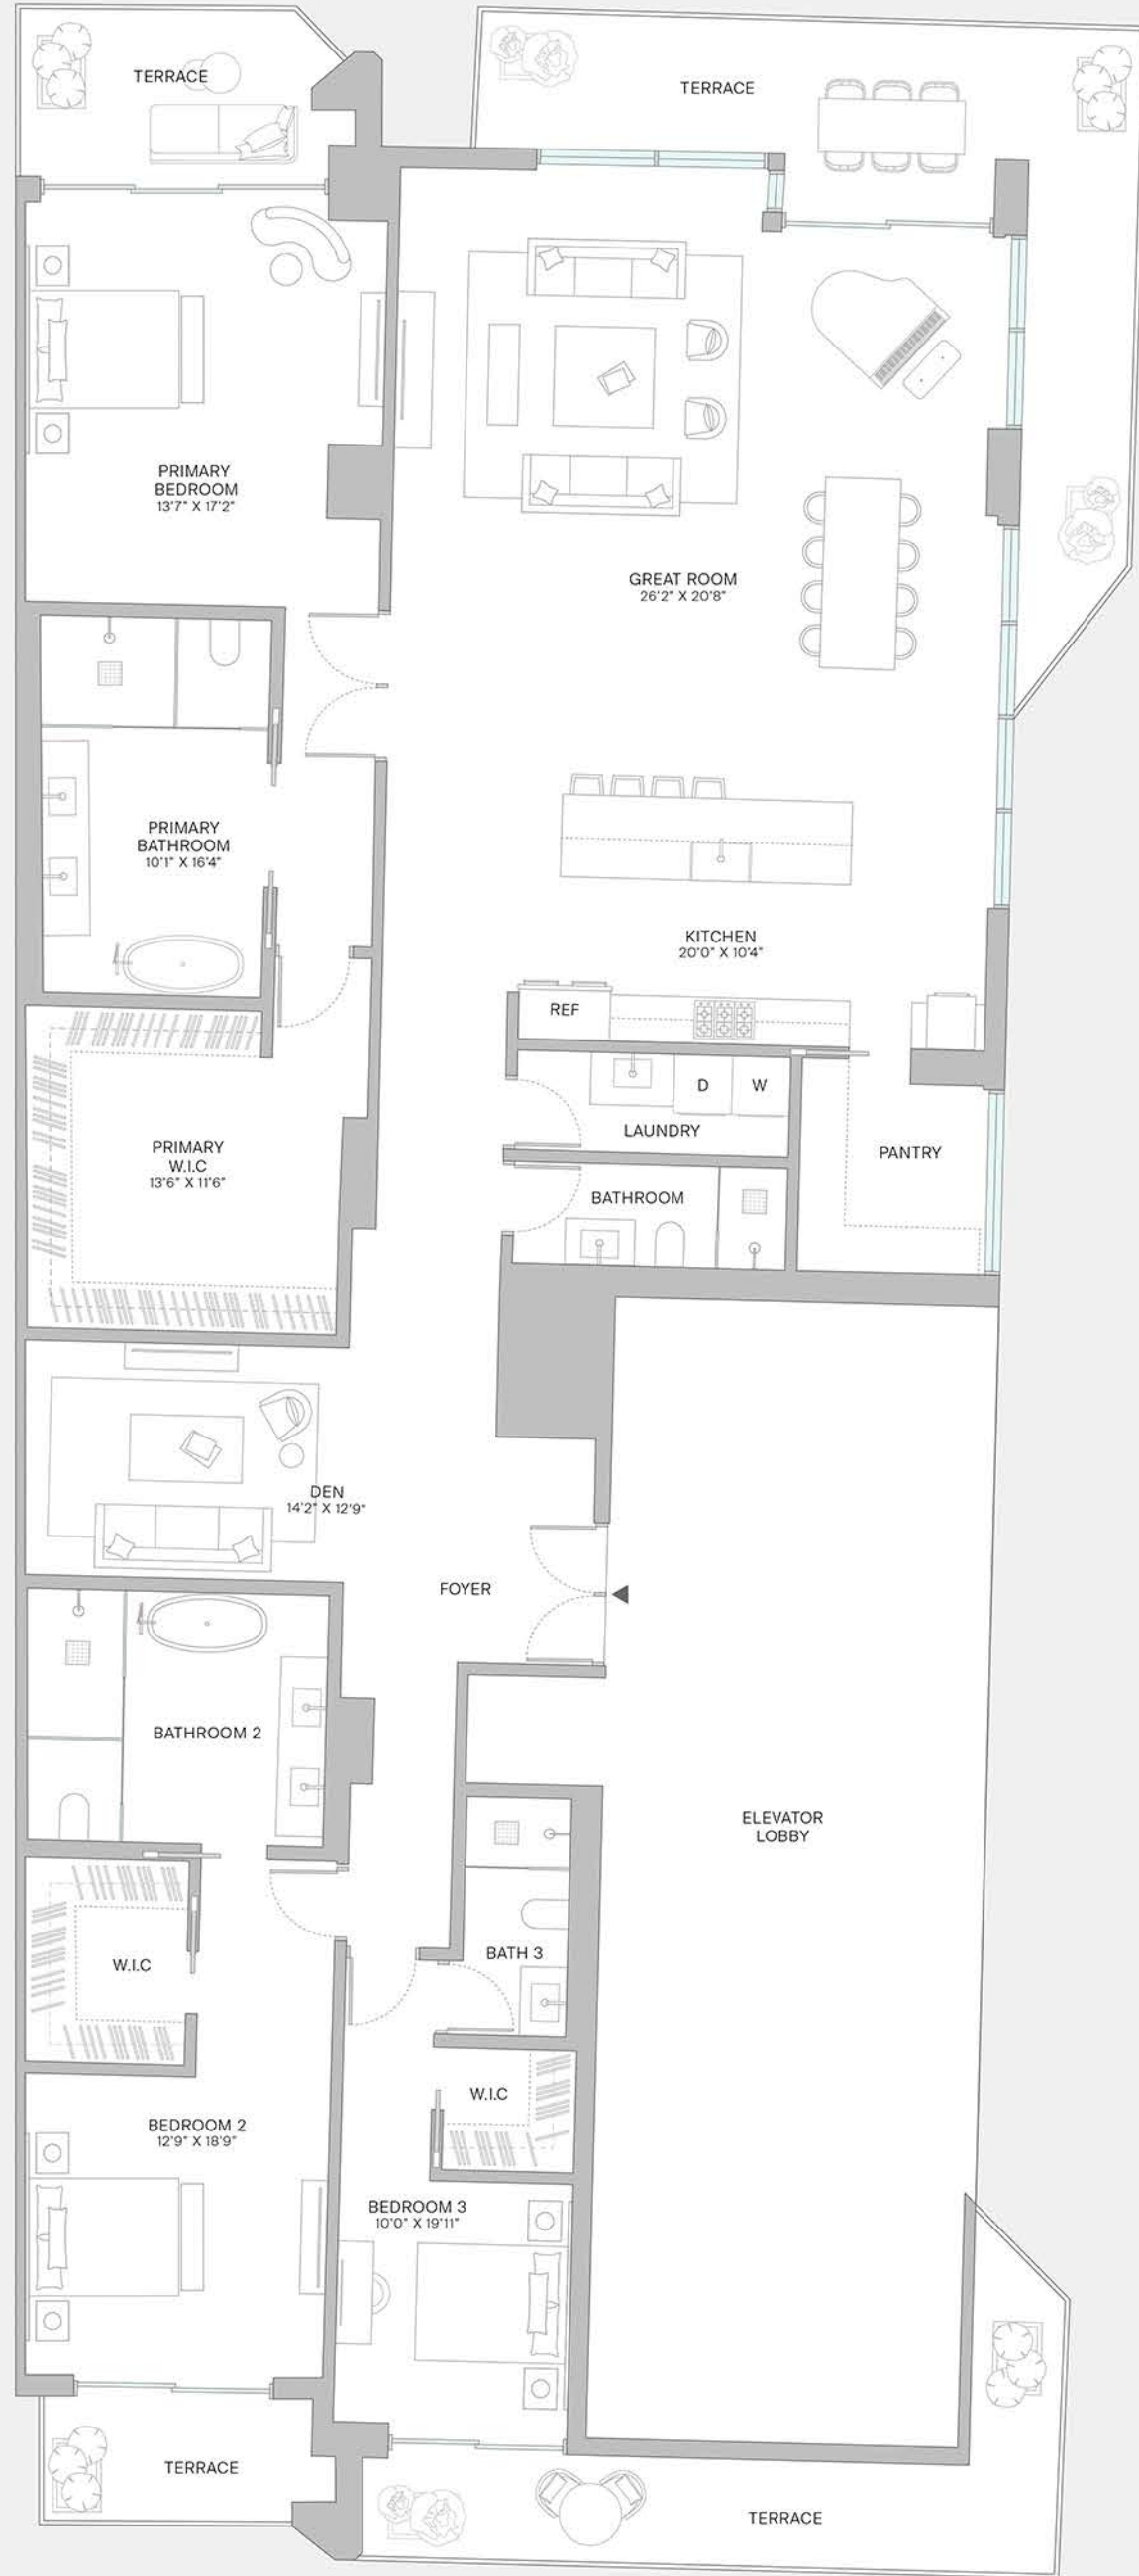 TERRACE
TERRACE
PRIMARY
BEDROOM
13'7" X 17'2"
GREAT ROOM
26'2" X 20'8"
PRIMARY
BATHROOM
10'1" X 16'4"
KITCHEN
20'0" X 10'4"
REF
D
W
LAUNDRY
PRIMARY
W.I.C
13'6" X 11'6"
PANTRY
BATHROOM
DEN
14'2" X 12'9"
FOYER
BATHROOM 2
ELEVATOR
LOBBY
BATH 3
W.I.C
W.I.C
BEDROOM 2
12'9" X 18'9"
BEDROOM 3
10'0" X 19'11"
TERRACE
TERRACE